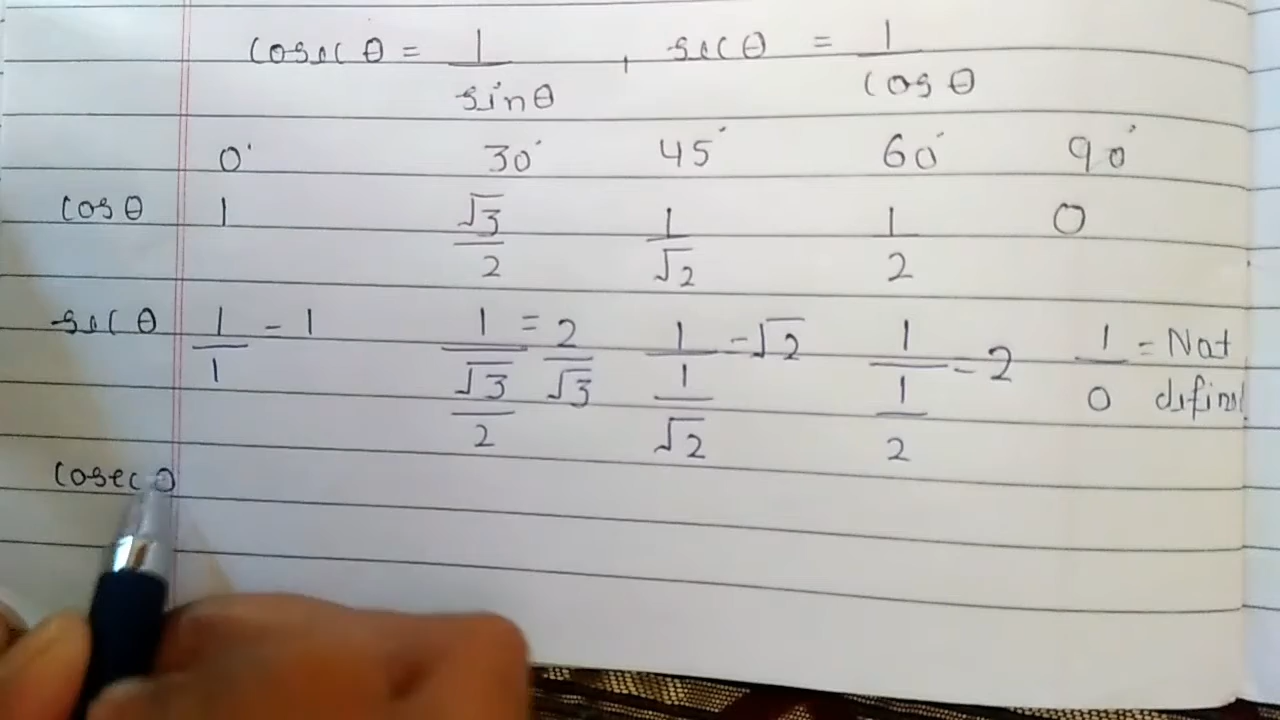 cosec θ = 1/sinθ , sec θ = 1/cos θ
0° 30° 45° 60° 90°
cos θ 1 √3/2 1/√2 1/2 0
sec θ 1/1 - 1 1/(√3/2) = 2/√3 1/(1/√2) - √2 1/(1/2) - 2 1/0 = Not
cosec θ